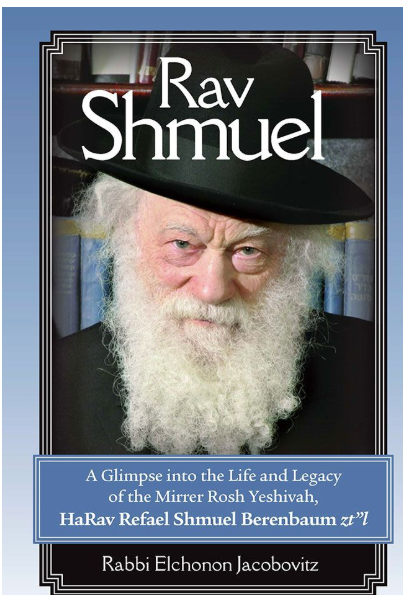 Rav
Shmuel
A Glimpse into the Life and Legacy
of the Mirrer Rosh Yeshivah,
HaRav Refael Shmuel Berenbaum zt”l
Rabbi Elchonon Jacobovitz